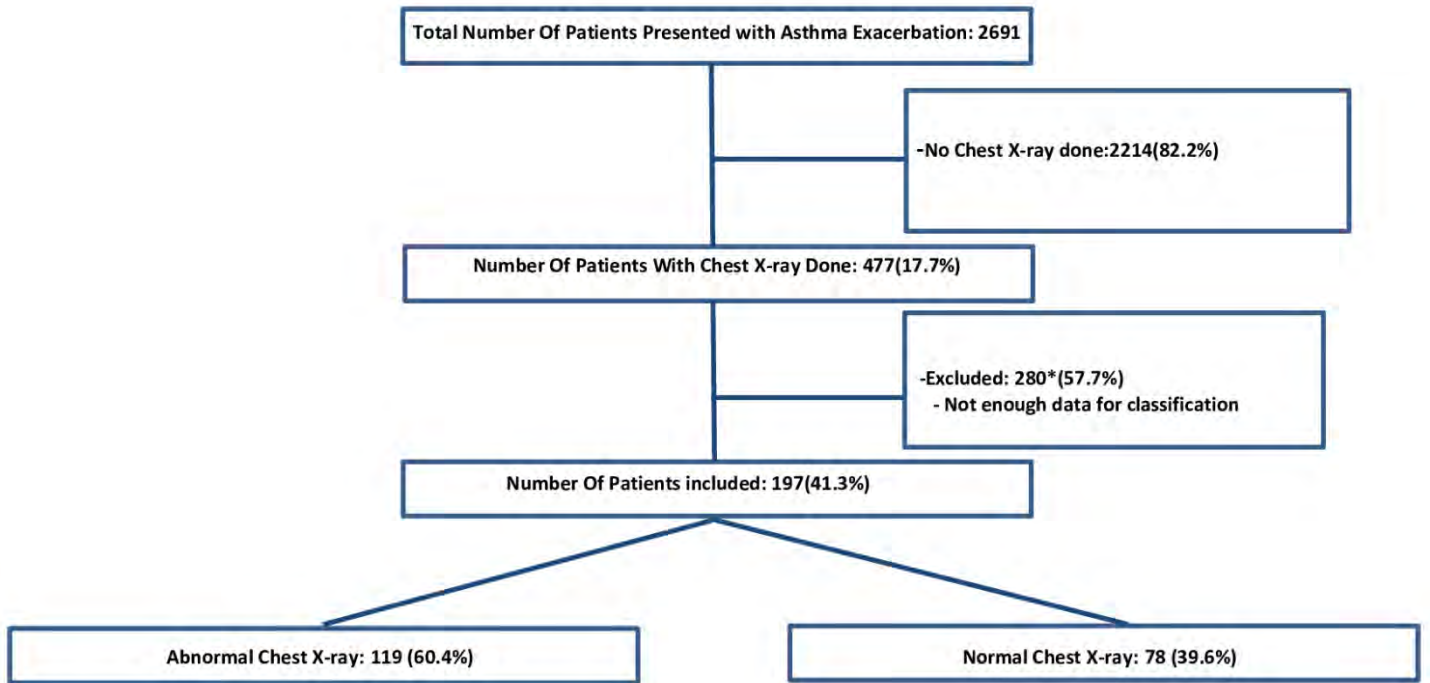 Total Number Of Patients Presented with Asthma Exacerbation: 2691
-No Chest X-ray done:2214(82.2%)
Number Of Patients With Chest X-ray Done: 477(17.7%)
-Excluded: 280*(57.7%)
- Not enough data for classification
Number Of Patients included: 197(41.3%)
Abnormal Chest X-ray: 119 (60.4%)
Normal Chest X-ray: 78 (39.6%)